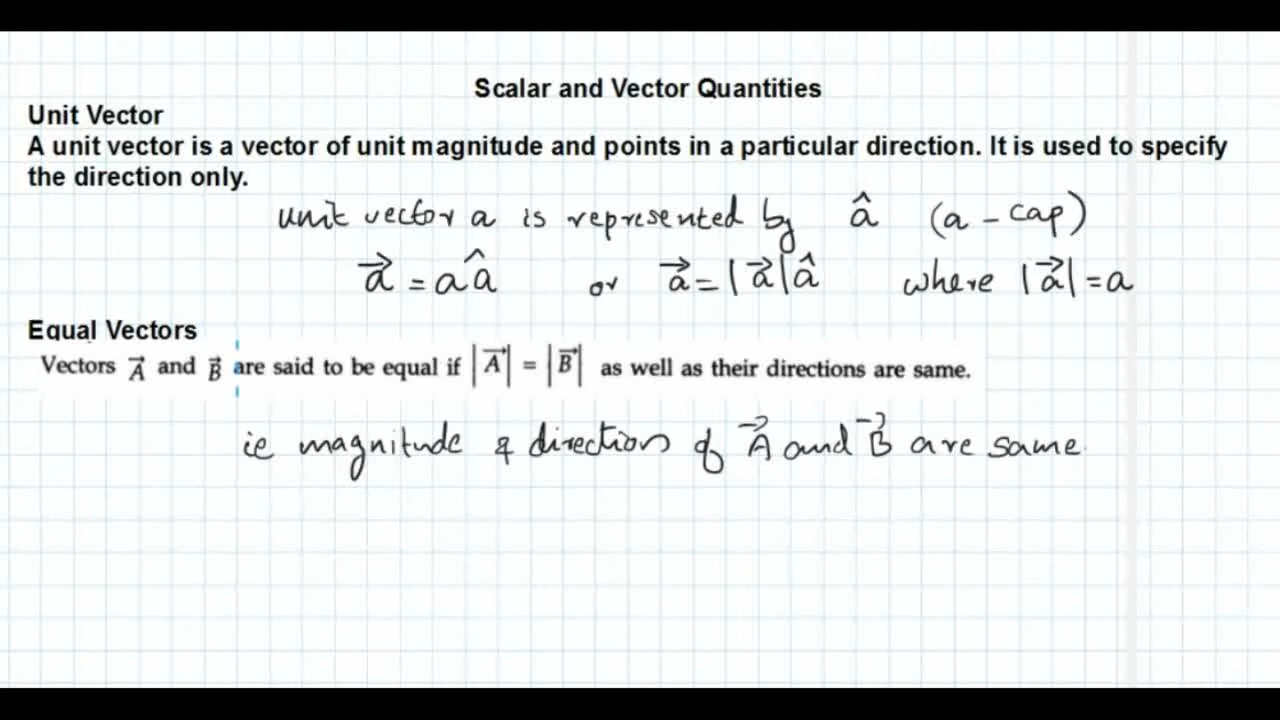 Scalar and Vector Quantities
Unit Vector
A unit vector is a vector of unit magnitude and points in a particular direction. It is used to specify
the direction only.
unit vector a is represented by â (a - cap)
a⃗ = a â or a⃗ = |a⃗| â where |a⃗| = a
Equal Vectors
Vectors A⃗ and B⃗ are said to be equal if |A⃗| = |B⃗| as well as their directions are same.
ie magnitude & direction of A⃗ and B⃗ are same.